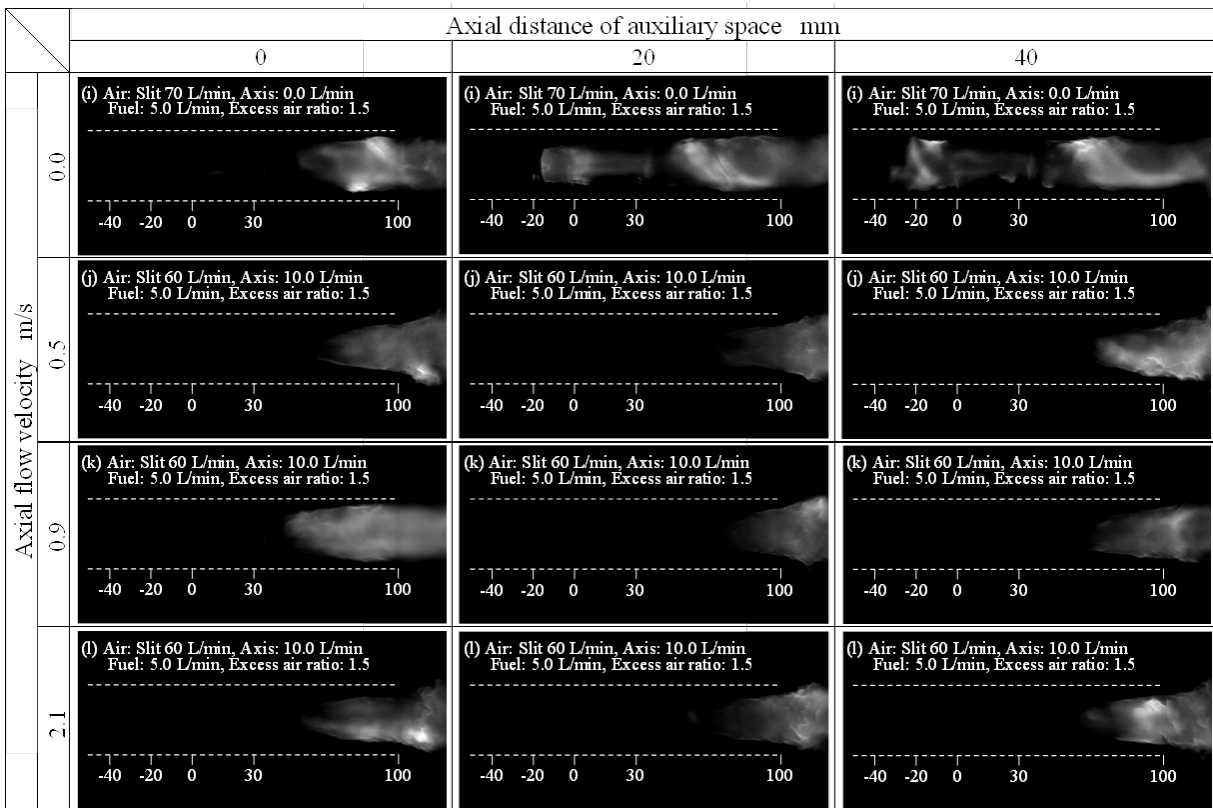 Axial distance of auxiliary space mm
0 20 40
Axial flow velocity m/s
0.0
(i) Air: Slit 70 L/min, Axis: 0.0 L/min
Fuel: 5.0 L/min, Excess air ratio: 1.5
-40 -20 0 30 100
(i) Air: Slit 70 L/min, Axis: 0.0 L/min
Fuel: 5.0 L/min, Excess air ratio: 1.5
-40 -20 0 30 100
(i) Air: Slit 70 L/min, Axis: 0.0 L/min
Fuel: 5.0 L/min, Excess air ratio: 1.5
-40 -20 0 30 100
0.5
(j) Air: Slit 60 L/min, Axis: 10.0 L/min
Fuel: 5.0 L/min, Excess air ratio: 1.5
-40 -20 0 30 100
(j) Air: Slit 60 L/min, Axis: 10.0 L/min
Fuel: 5.0 L/min, Excess air ratio: 1.5
-40 -20 0 30 100
(j) Air: Slit 60 L/min, Axis: 10.0 L/min
Fuel: 5.0 L/min, Excess air ratio: 1.5
-40 -20 0 30 100
0.9
(k) Air: Slit 60 L/min, Axis: 10.0 L/min
Fuel: 5.0 L/min, Excess air ratio: 1.5
-40 -20 0 30 100
(k) Air: Slit 60 L/min, Axis: 10.0 L/min
Fuel: 5.0 L/min, Excess air ratio: 1.5
-40 -20 0 30 100
(k) Air: Slit 60 L/min, Axis: 10.0 L/min
Fuel: 5.0 L/min, Excess air ratio: 1.5
-40 -20 0 30 100
2.1
(l) Air: Slit 60 L/min, Axis: 10.0 L/min
Fuel: 5.0 L/min, Excess air ratio: 1.5
-40 -20 0 30 100
(l) Air: Slit 60 L/min, Axis: 10.0 L/min
Fuel: 5.0 L/min, Excess air ratio: 1.5
-40 -20 0 30 100
(l) Air: Slit 60 L/min, Axis: 10.0 L/min
Fuel: 5.0 L/min, Excess air ratio: 1.5
-40 -20 0 30 100